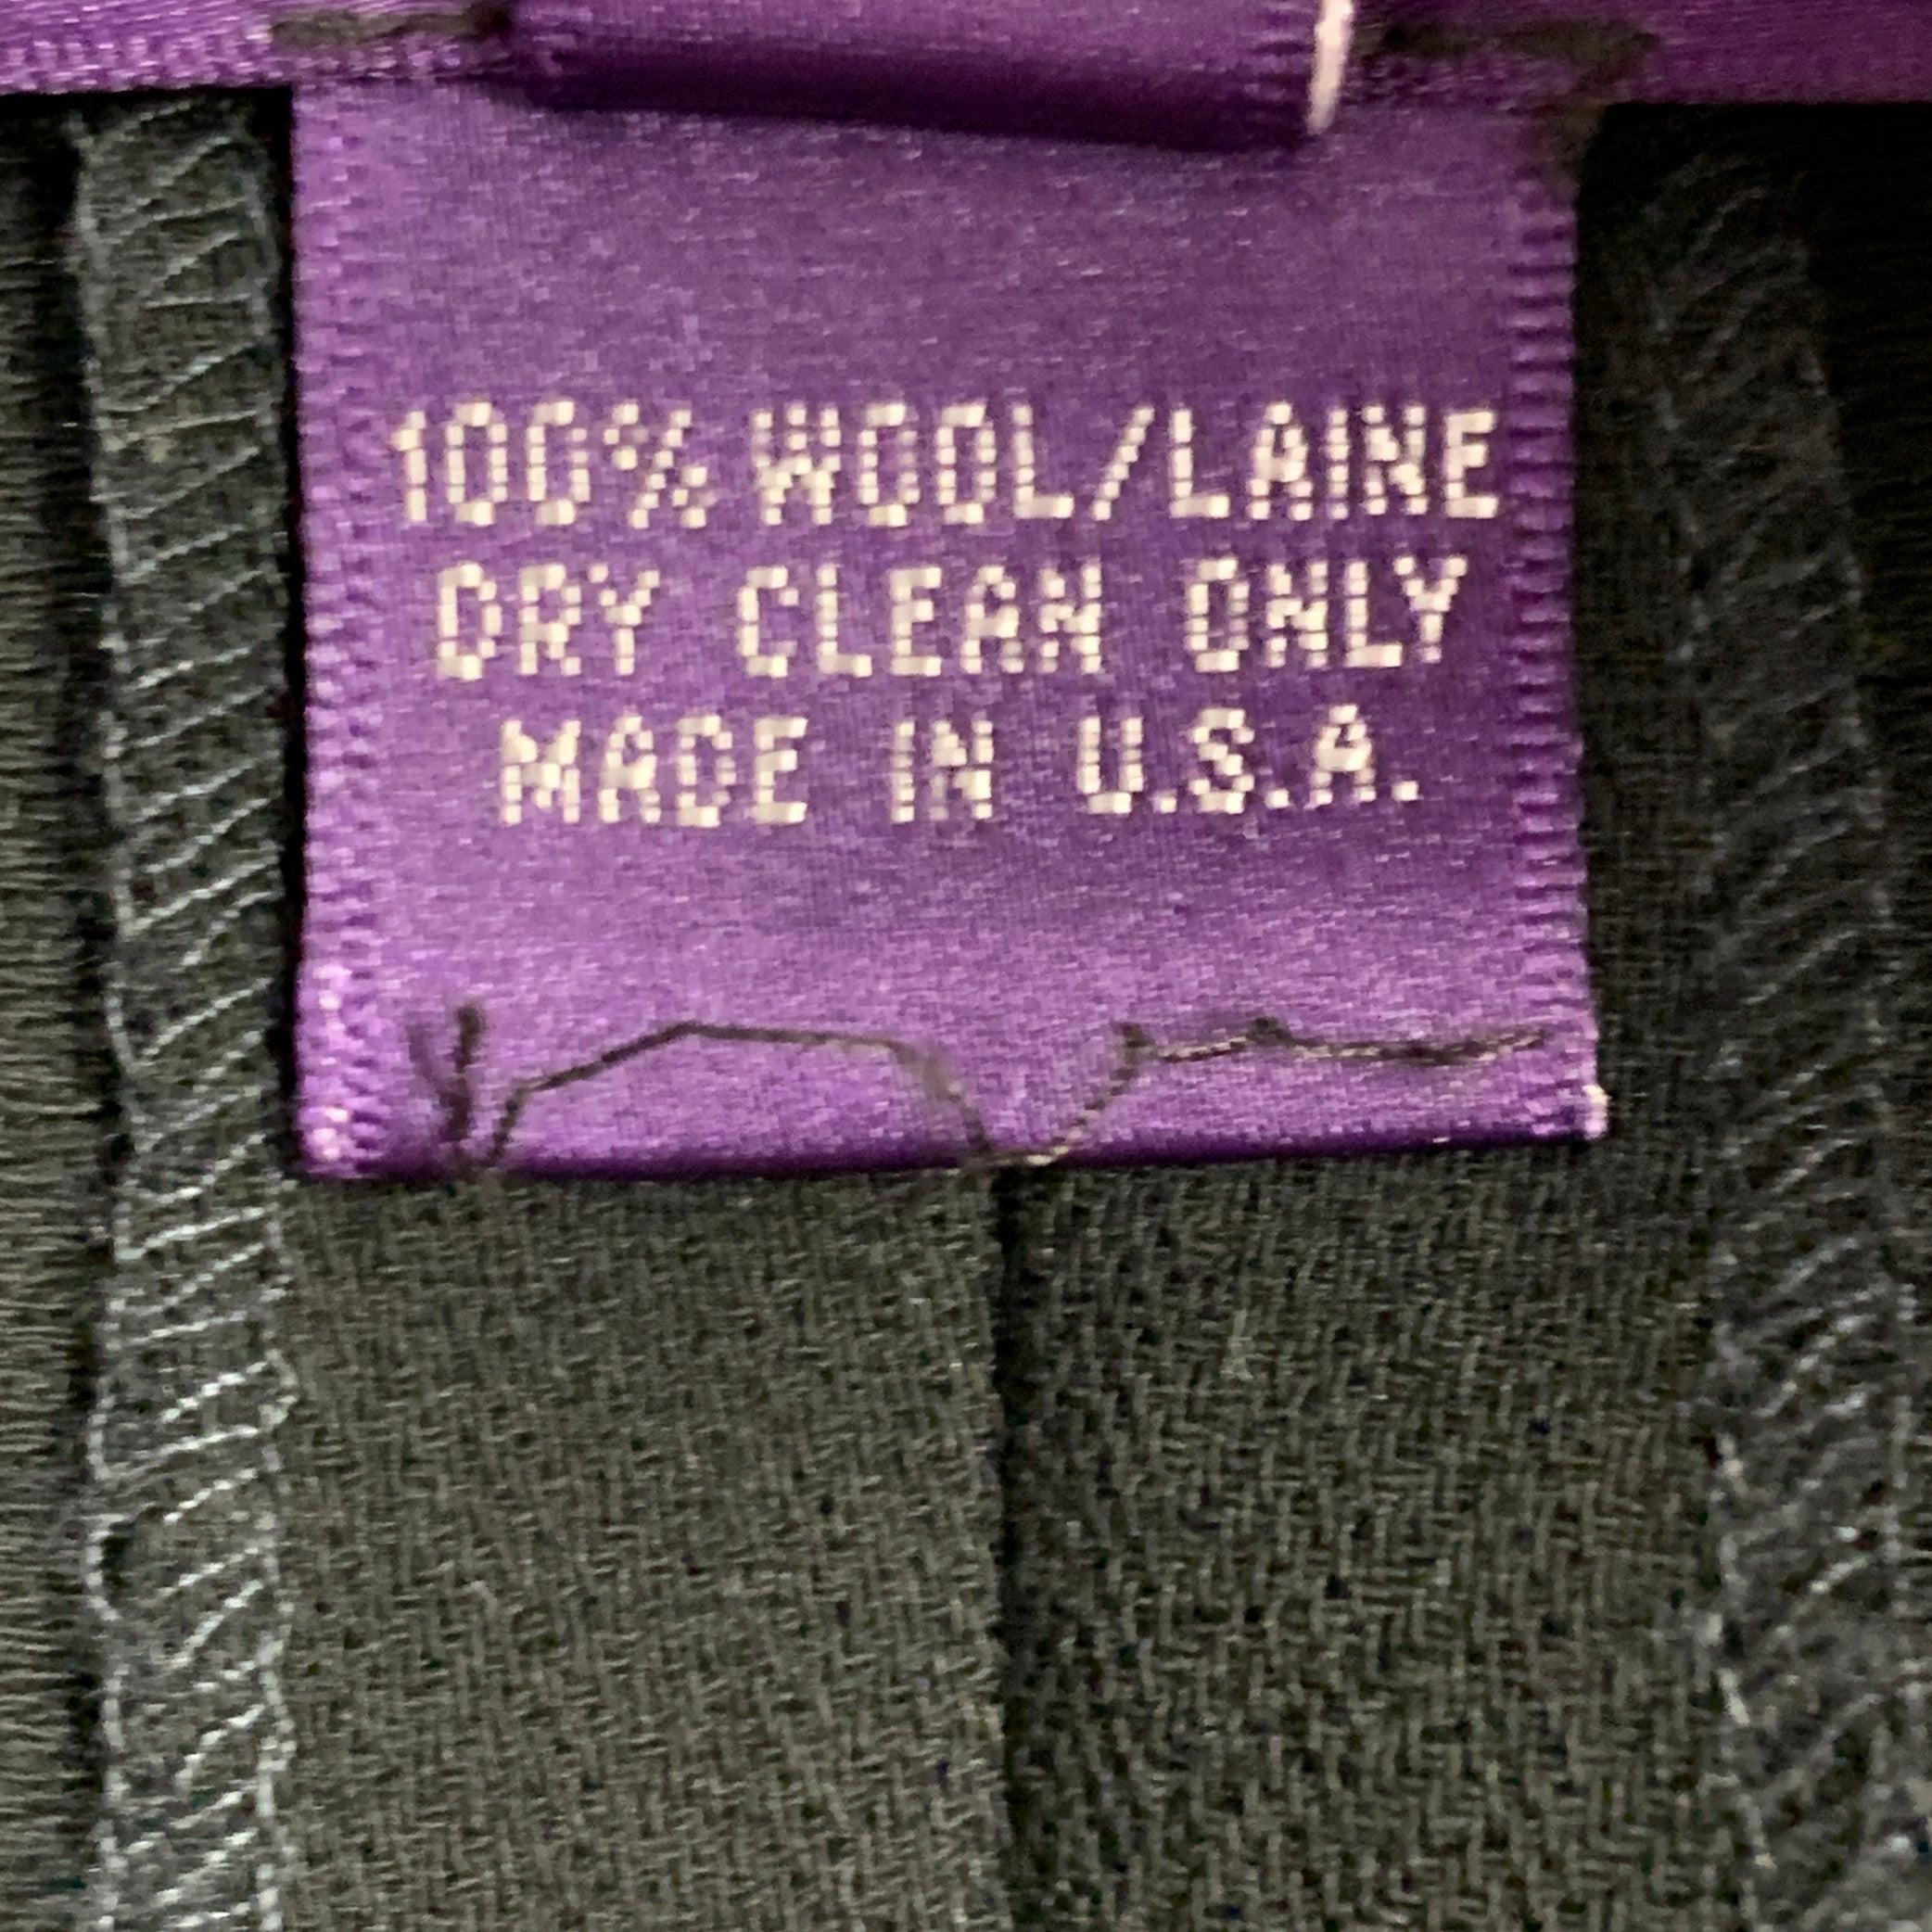 100% WOOL/LAINE
DRY CLEAN ONLY
MADE IN U.S.A.